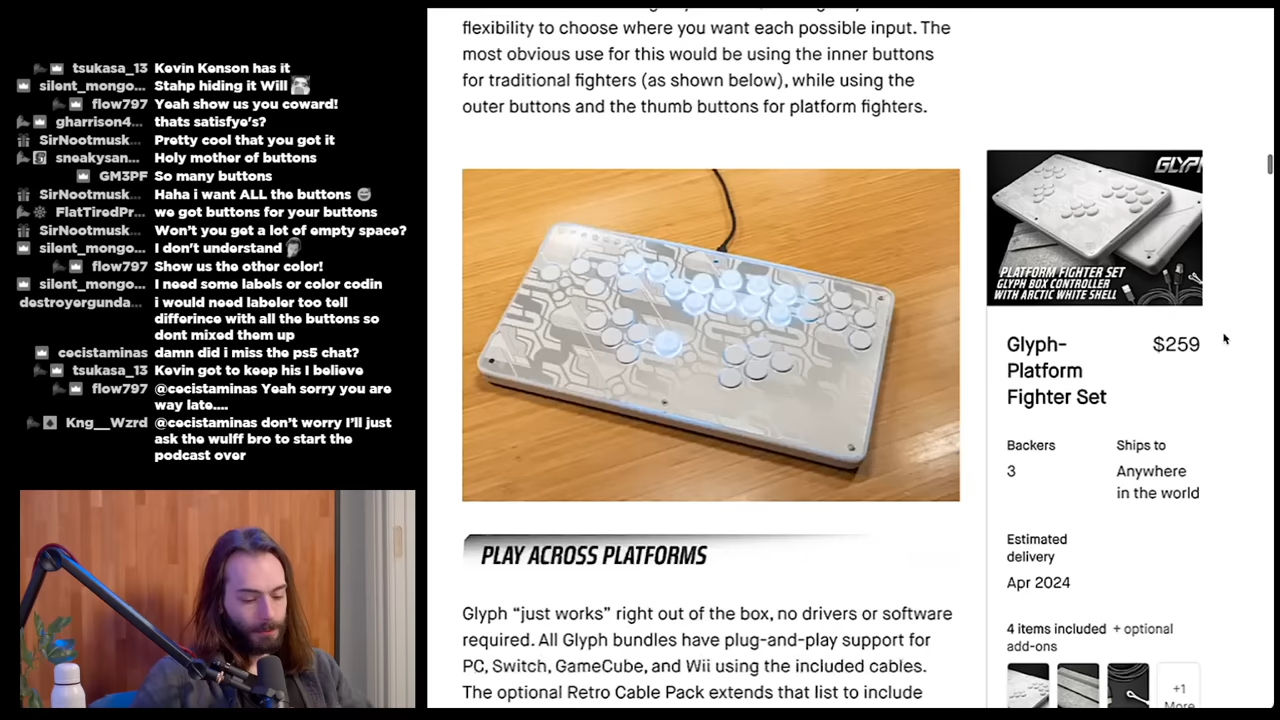 tsukasa_13 Kevin Kenson has it
silent_mongo... Stahp hiding it Will
flow797 Yeah show us you coward!
gharrison4... thats satisfye's?
SirNootmusk... Pretty cool that you got it
sneakysan... Holy mother of buttons
GM3PF So many buttons
SirNootmusk... Haha i want ALL the buttons
FlatTiredPr... we got buttons for your buttons
SirNootmusk... Won't you get a lot of empty space?
silent_mongo... I don't understand
flow797 Show us the other color!
silent_mongo... I need some labels or color codin
destroyergunda... i would need labeler too tell
differince with all the buttons so
dont mixed them up
cecistaminas damn did i miss the ps5 chat?
tsukasa_13 Kevin got to keep his I believe
flow797 @cecistaminas Yeah sorry you are
way late....
Kng__Wzrd @cecistaminas don't worry I'll just
ask the wulff bro to start the
podcast over
flexibility to choose where you want each possible input. The
most obvious use for this would be using the inner buttons
for traditional fighters (as shown below), while using the
outer buttons and the thumb buttons for platform fighters.
PLAY ACROSS PLATFORMS
Glyph “just works” right out of the box, no drivers or software
required. All Glyph bundles have plug-and-play support for
PC, Switch, GameCube, and Wii using the included cables.
The optional Retro Cable Pack extends that list to include
GLYP
PLATFORM FIGHTER SET
GLYPH BOX CONTROLLER
WITH ARCTIC WHITE SHELL
Glyph- $259
Platform
Fighter Set
Backers Ships to
3 Anywhere
in the world
Estimated
delivery
Apr 2024
4 items included + optional
add-ons
+1
More